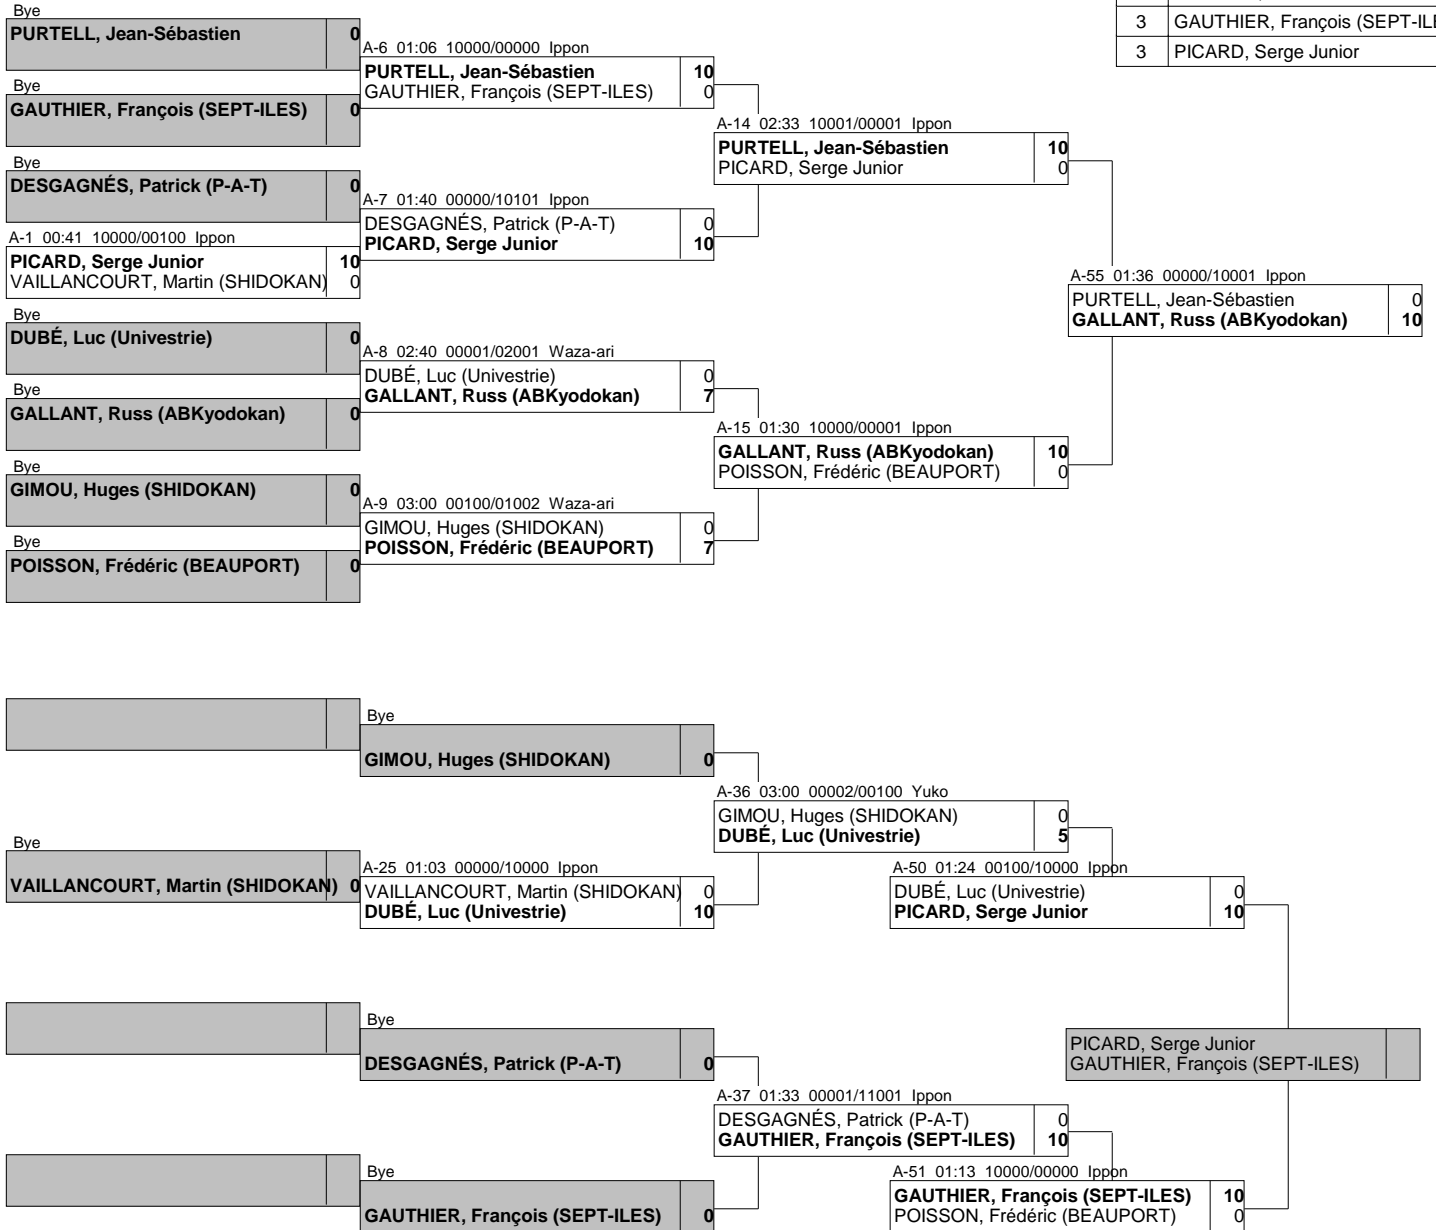 3 GAUTHIER, François (SEPT-ILE
3 PICARD, Serge Junior
Bye
PURTELL, Jean-Sébastien 0
Bye
GAUTHIER, François (SEPT-ILES) 0
Bye
DESGAGNÉS, Patrick (P-A-T) 0
A-1 00:41 10000/00100 Ippon
PICARD, Serge Junior 10
VAILLANCOURT, Martin (SHIDOKAN) 0
Bye
DUBÉ, Luc (Univestrie) 0
Bye
GALLANT, Russ (ABKyodokan) 0
Bye
GIMOU, Huges (SHIDOKAN) 0
Bye
POISSON, Frédéric (BEAUPORT) 0
A-6 01:06 10000/00000 Ippon
PURTELL, Jean-Sébastien 10
GAUTHIER, François (SEPT-ILES) 0
A-7 01:40 00000/10101 Ippon
DESGAGNÉS, Patrick (P-A-T) 0
PICARD, Serge Junior 10
A-8 02:40 00001/02001 Waza-ari
DUBÉ, Luc (Univestrie) 0
GALLANT, Russ (ABKyodokan) 7
A-9 03:00 00100/01002 Waza-ari
GIMOU, Huges (SHIDOKAN) 0
POISSON, Frédéric (BEAUPORT) 7
A-14 02:33 10001/00001 Ippon
PURTELL, Jean-Sébastien 10
PICARD, Serge Junior 0
A-15 01:30 10000/00001 Ippon
GALLANT, Russ (ABKyodokan) 10
POISSON, Frédéric (BEAUPORT) 0
A-55 01:36 00000/10001 Ippon
PURTELL, Jean-Sébastien 0
GALLANT, Russ (ABKyodokan) 10
Bye
VAILLANCOURT, Martin (SHIDOKAN) 0
Bye
GIMOU, Huges (SHIDOKAN) 0
A-25 01:03 00000/10000 Ippon
VAILLANCOURT, Martin (SHIDOKAN) 0
DUBÉ, Luc (Univestrie) 10
A-36 03:00 00002/00100 Yuko
GIMOU, Huges (SHIDOKAN) 0
DUBÉ, Luc (Univestrie) 5
A-50 01:24 00100/10000 Ippon
DUBÉ, Luc (Univestrie) 0
PICARD, Serge Junior 10
Bye
DESGAGNÉS, Patrick (P-A-T) 0
Bye
GAUTHIER, François (SEPT-ILES) 0
A-37 01:33 00001/11001 Ippon
DESGAGNÉS, Patrick (P-A-T) 0
GAUTHIER, François (SEPT-ILES) 10
A-51 01:13 10000/00000 Ippon
GAUTHIER, François (SEPT-ILES) 10
POISSON, Frédéric (BEAUPORT) 0
PICARD, Serge Junior
GAUTHIER, François (SEPT-ILES)